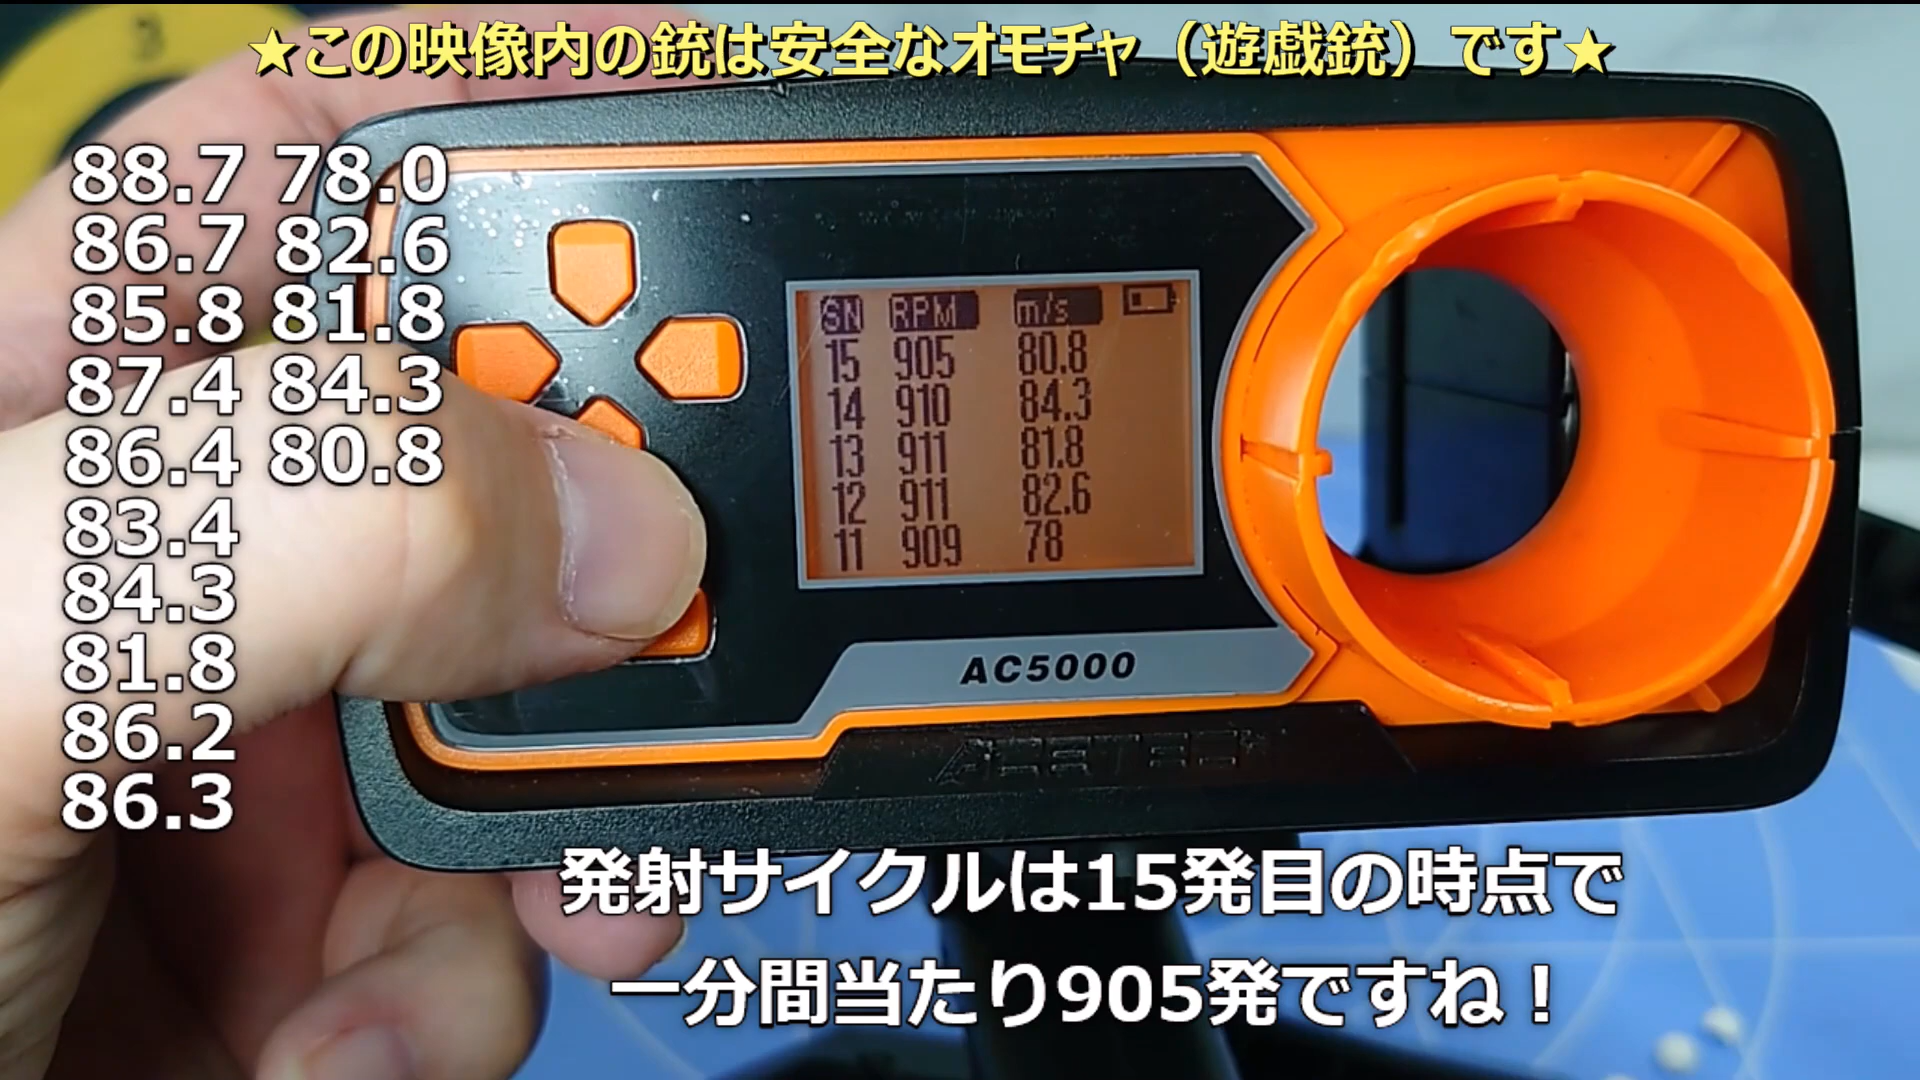 ★この映像内の銃は安全なオモチャ（遊戯銃）です★
88.7 78.0
86.7 82.6
85.8 81.8
87.4 84.3
86.4 80.8
83.4
84.3
81.8
86.2
86.3
SN RPM m/s
15 905 80.8
14 910 84.3
13 911 81.8
12 911 82.6
11 909 78
AC5000
ACETECH
発射サイクルは15発目の時点で
一分間当たり905発ですね！